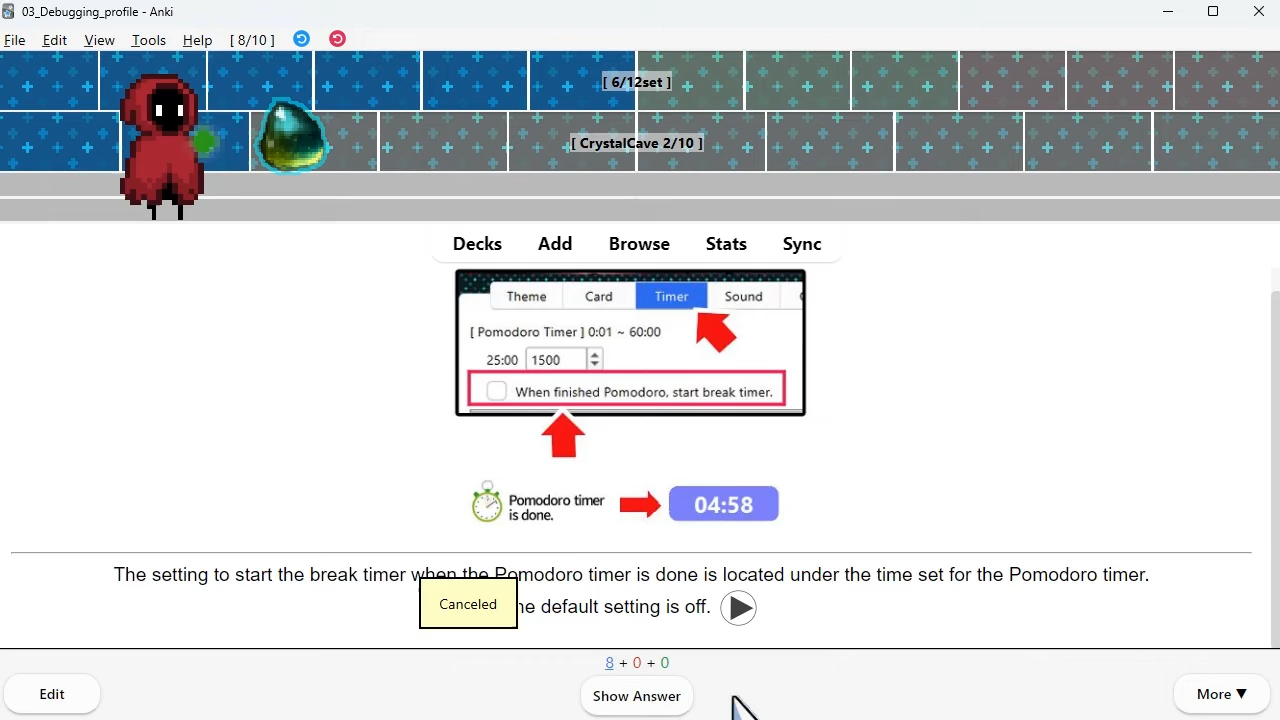 03_Debugging_profile - Anki
File Edit View Tools Help [ 8/10 ]
[ 6/12set ]
[ CrystalCave 2/10 ]
Decks Add Browse Stats Sync
Theme Card Timer Sound
[ Pomodoro Timer ] 0:01 ~ 60:00
25:00 1500
When finished Pomodoro, start break timer.
Pomodoro timer
is done.
04:58
The setting to start the break timer when the Pomodoro timer is done is located under the time set for the Pomodoro timer.
Canceled
default setting is off.
8 + 0 + 0
Edit Show Answer More ▼